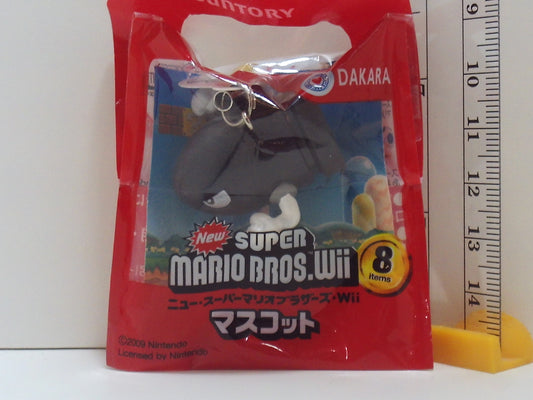 SUNTORY
DAKARA
New
SUPER
MARIO BROS. Wii
8
items
ニュー・スーパーマリオブラザーズ・Wii
マスコット
©2009 Nintendo
Licensed by Nintendo
9
10
11
12
13
14